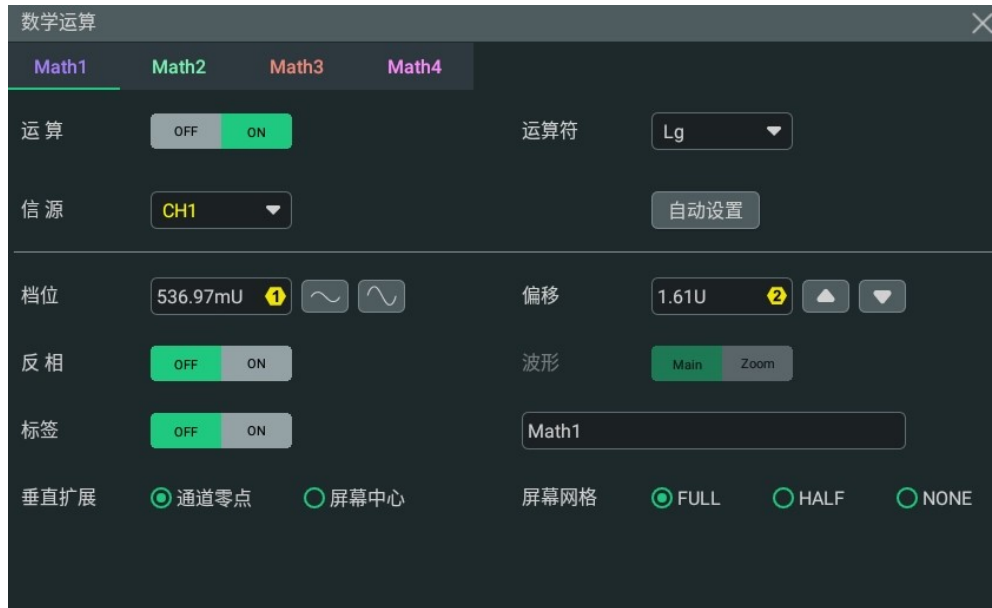 数学运算
Math1 Math2 Math3 Math4
运算 OFF ON 运算符 Lg
信源 CH1 自动设置
档位 536.97mU 1 偏移 1.61U 2
反相 OFF ON 波形 Main Zoom
标签 OFF ON Math1
垂直扩展 通道零点 屏幕中心 屏幕网格 FULL HALF NONE